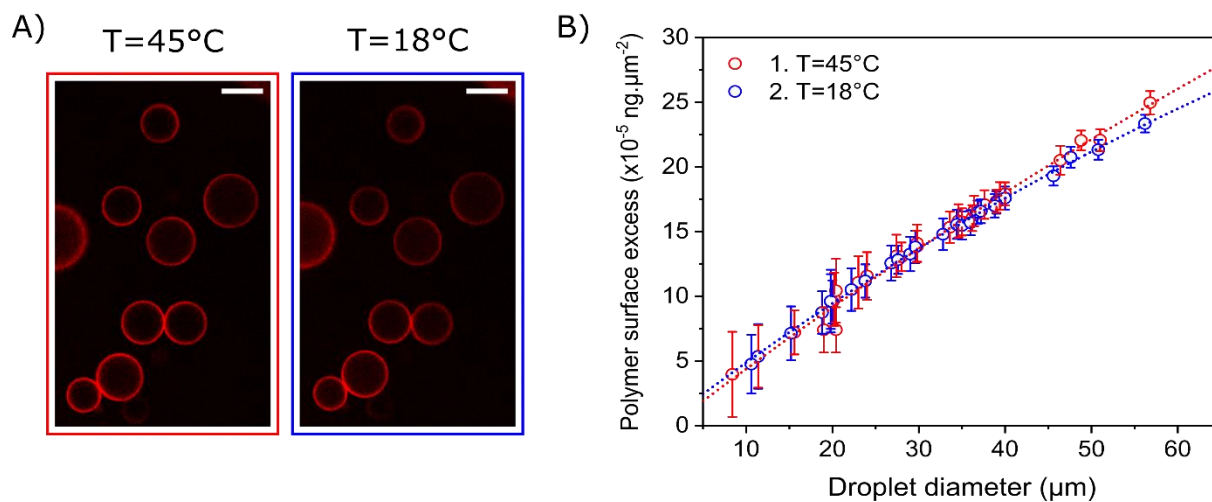 A)
T=45°C
T=18°C
B)
Polymer surface excess (x10⁻⁵ ng.µm⁻²)
30
25
20
15
10
5
0
1. T=45°C
2. T=18°C
10 20 30 40 50 60
Droplet diameter (µm)